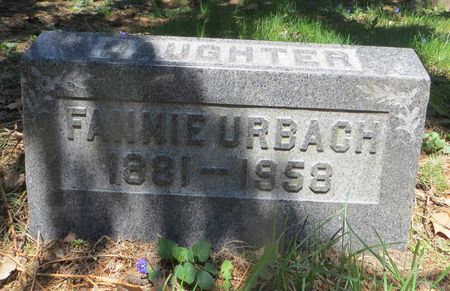 DAUGHTER
FANNIE URBACH
1881-1958